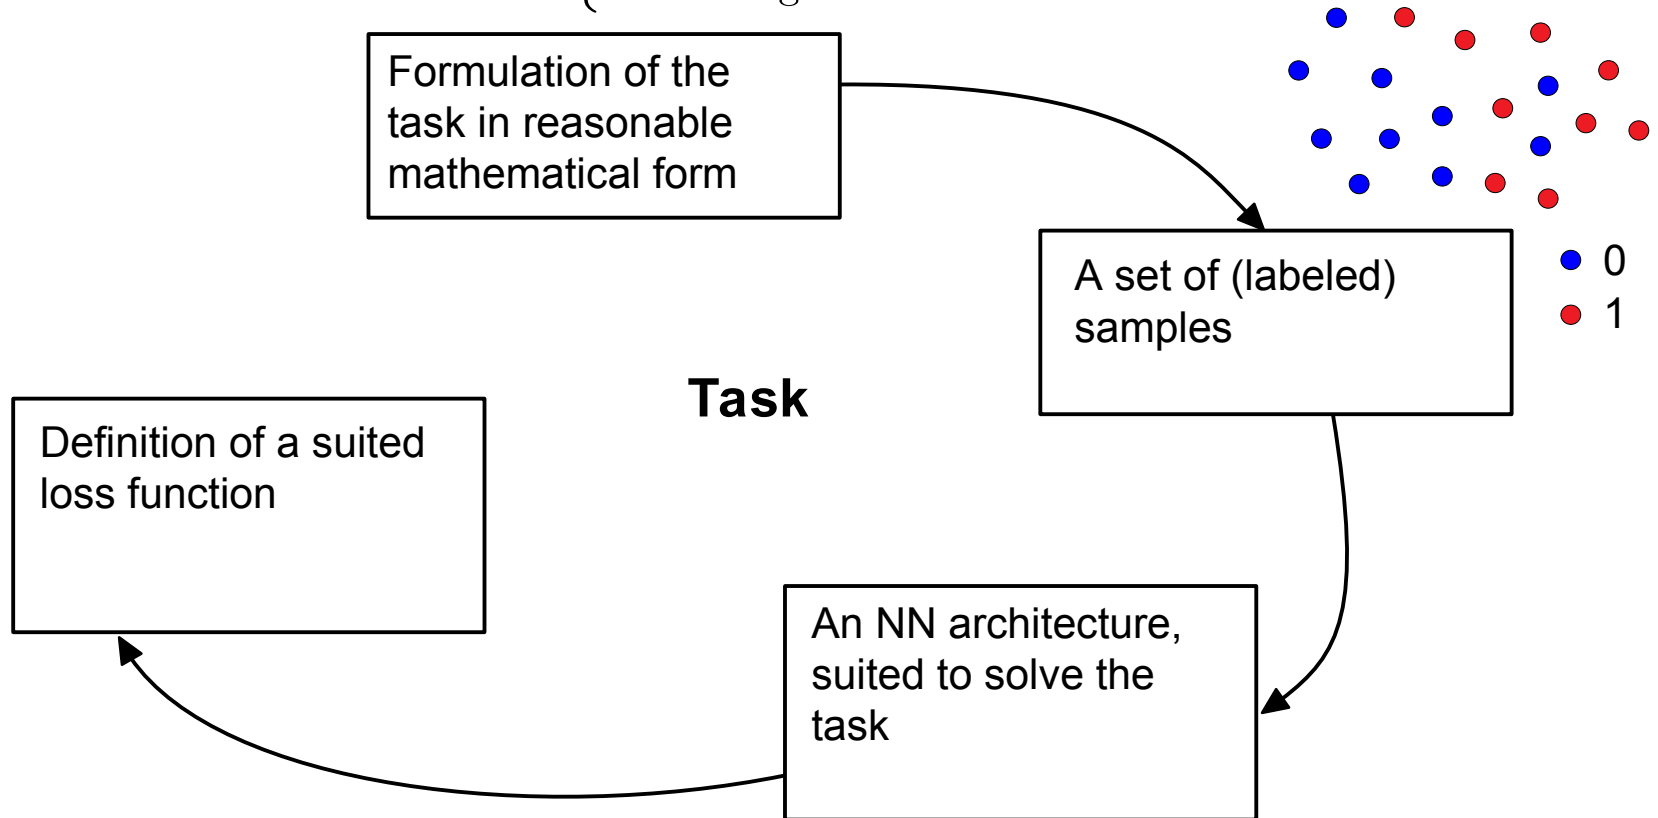 Formulation of the
task in reasonable
mathematical form
A set of (labeled)
samples
0
1
Task
Definition of a suited
loss function
An NN architecture,
suited to solve the
task